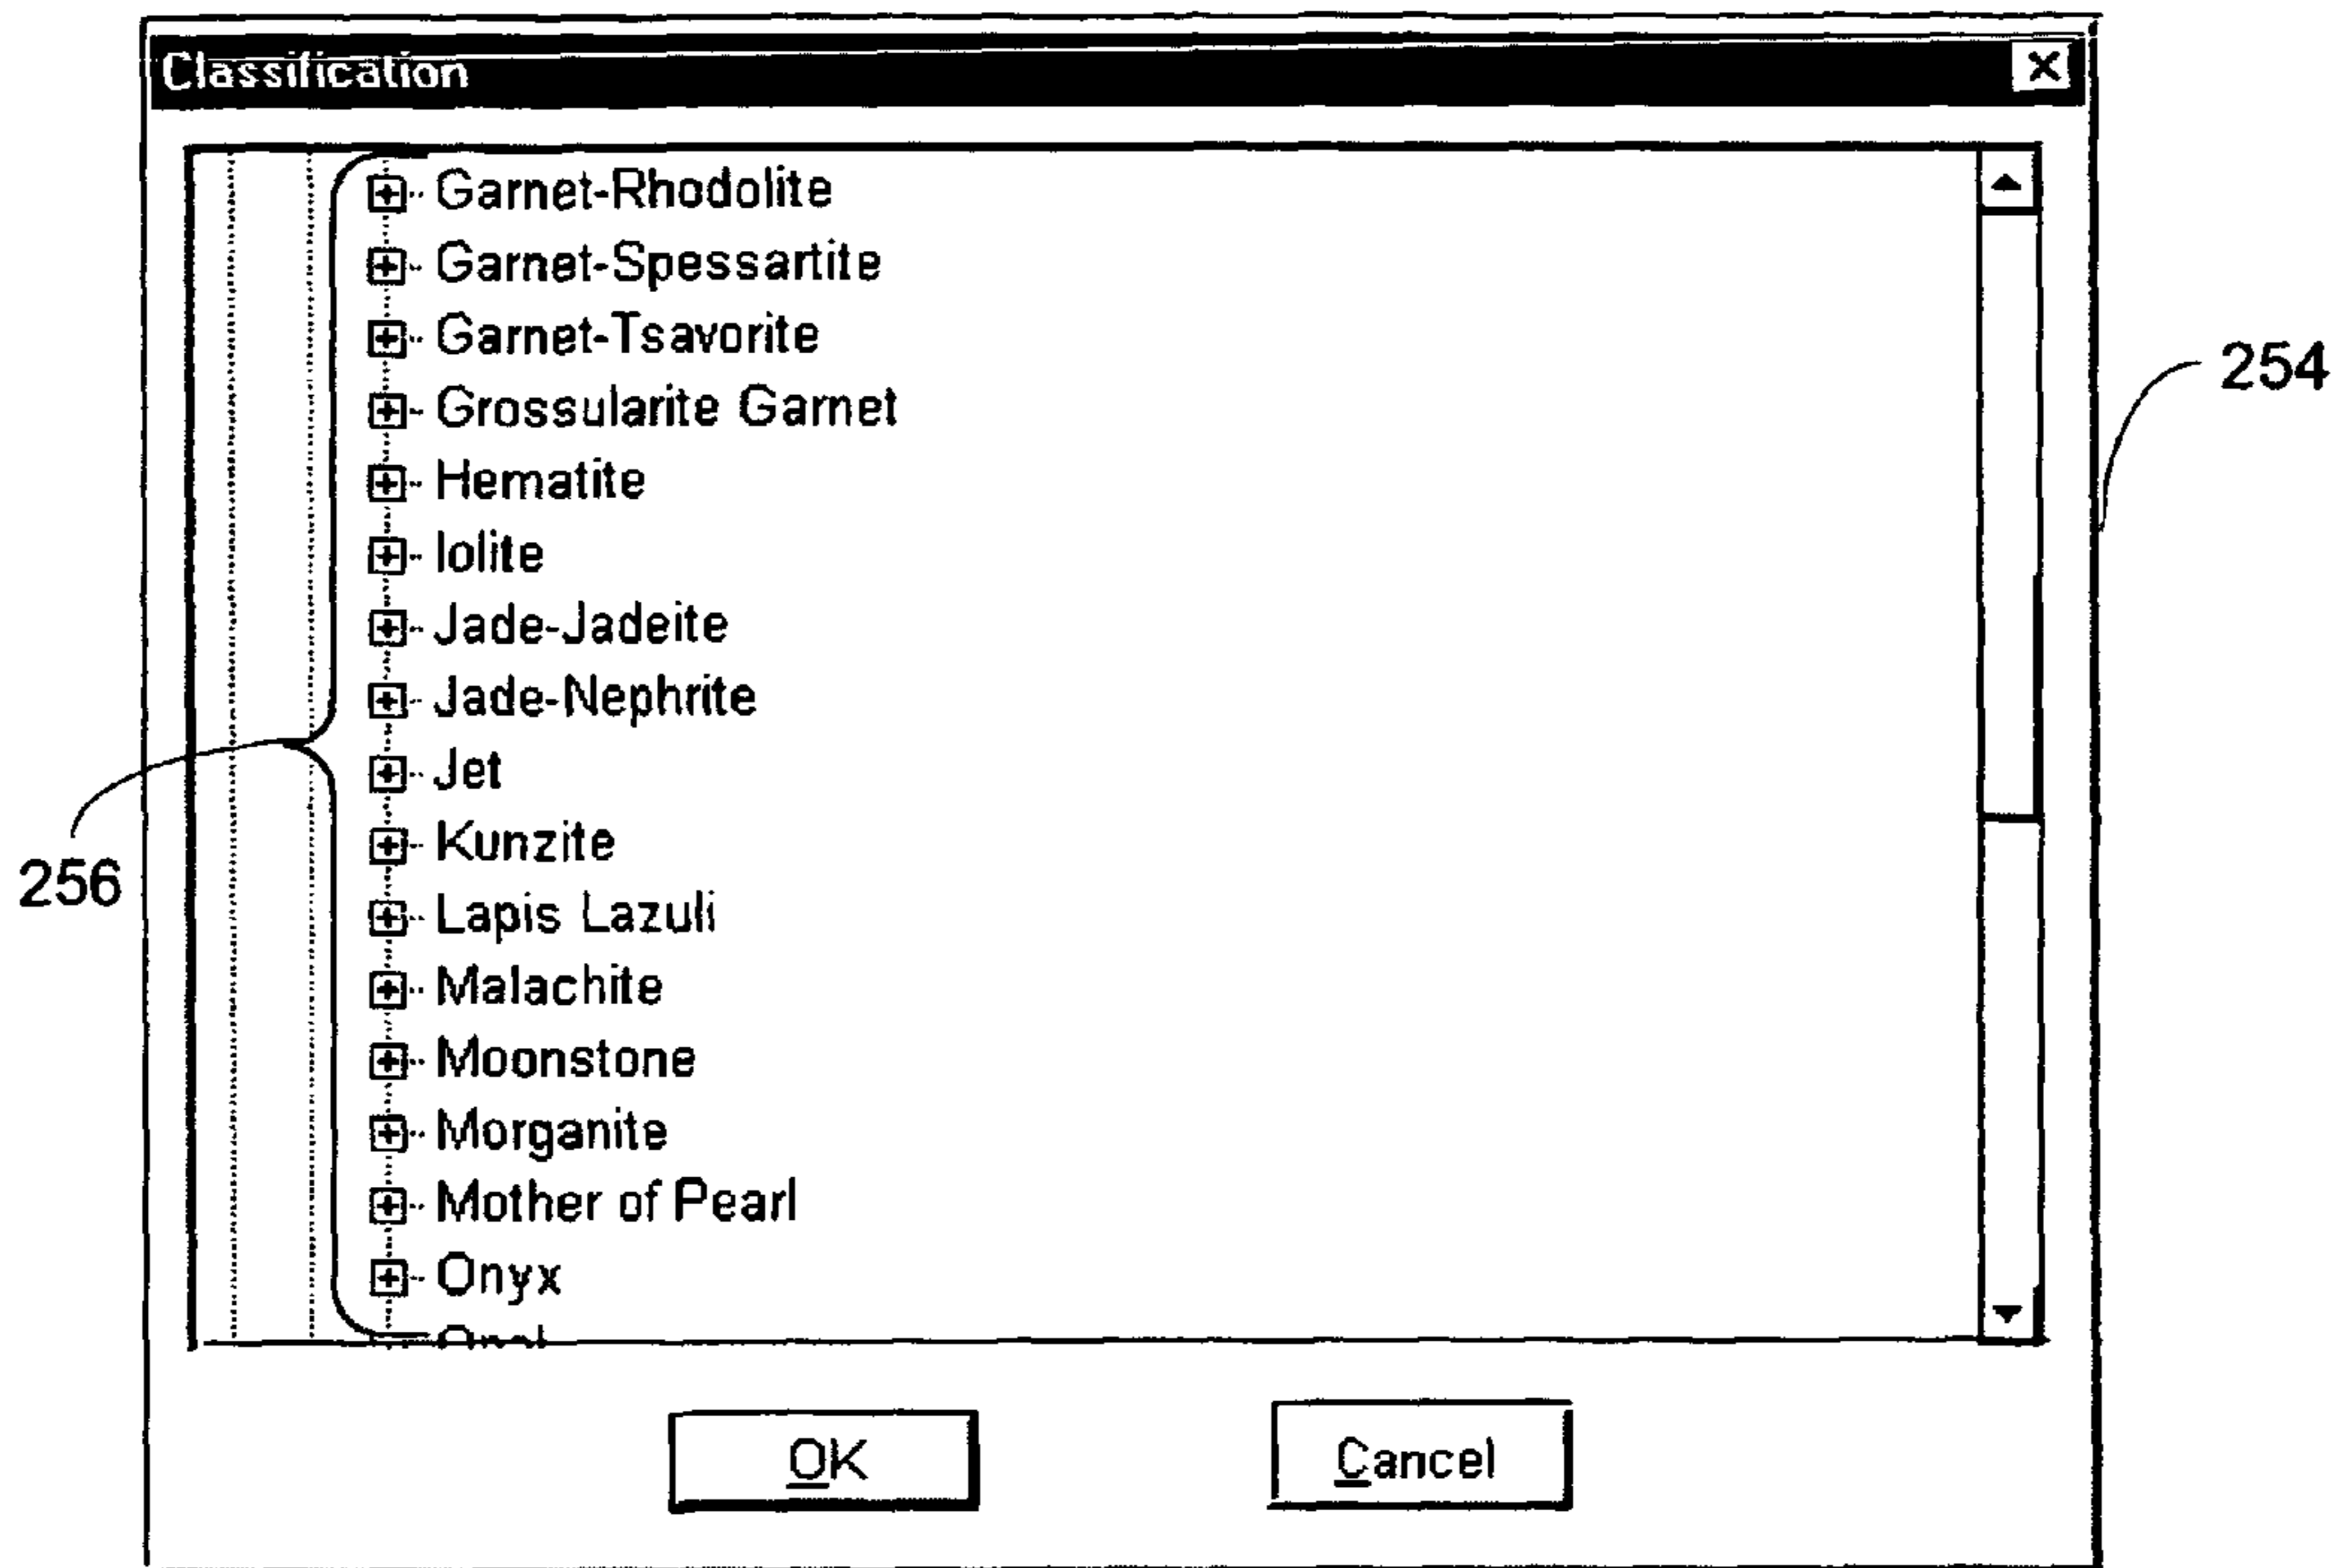 Classification
Garnet-Rhodolite
Garnet-Spessartite
254
Garnet-Tsavorite
Grossularite Garnet
Hematite
Iolite
Jade-Jadeite
Jade-Nephrite
Jet
Kunzite
256
Lapis Lazuli
Malachite
Moonstone
Morganite
Mother of Pearl
Onyx
OK
Cancel